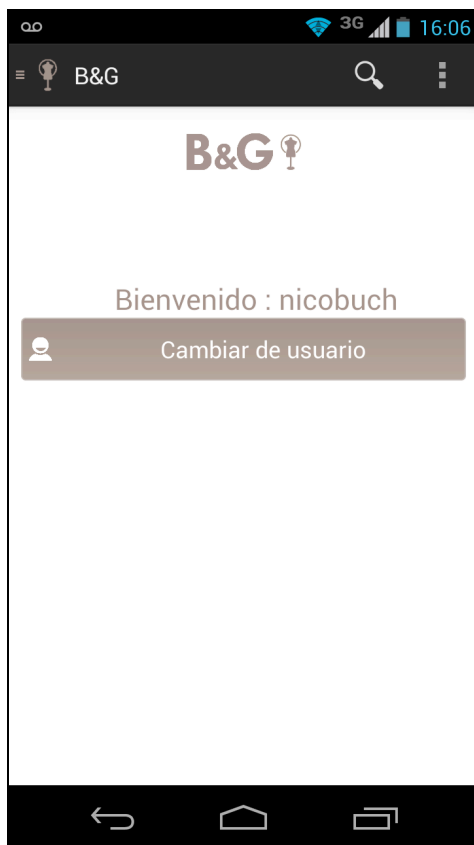 3G 16:06
B&G
B&G
Bienvenido : nicobuch
Cambiar de usuario